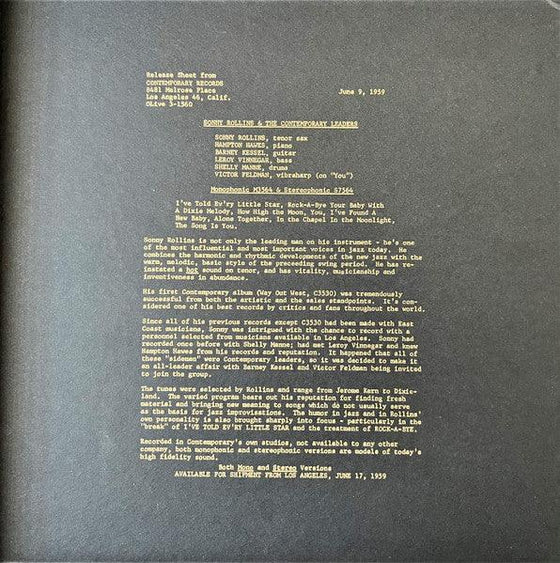 Release Sheet from
CONTEMPORARY RECORDS
8481 Melrose Place
Los Angeles 46, Calif.
OLive 3-1560
June 9, 1959
SONNY ROLLINS & THE CONTEMPORARY LEADERS
SONNY ROLLINS, tenor sax
HAMPTON HAWES, piano
BARNEY KESSEL, guitar
LEROY VINNEGAR, bass
SHELLY MANNE, drums
VICTOR FELDMAN, vibraharp (on "You")
Monophonic M3564 & Stereophonic S7564
I've Told Ev'ry Little Star, Rock-A-Bye Your Baby With
A Dixie Melody, How High the Moon, You, I've Found A
New Baby, Alone Together, In the Chapel In the Moonlight,
The Song Is You.
Sonny Rollins is not only the leading man on his instrument - he's one
of the most influential and most important voices in jazz today. He
combines the harmonic and rhythmic developments of the new jazz with the
warm, melodic, basic style of the preceeding swing period. He has re-
instated a hot sound on tenor, and has vitality, musicianship and
inventiveness in abundance.
His first Contemporary album (Way Out West, C3530) was tremendously
successful from both the artistic and the sales standpoints. It's con-
sidered one of his best records by critics and fans throughout the world.
Since all of his previous records except C3530 had been made with East
Coast musicians, Sonny was intrigued with the chance to record with a
personnel selected from musicians available in Los Angeles. Sonny had
recorded once before with Shelly Manne; had met Leroy Vinnegar and knew
Hampton Hawes from his records and reputation. It happened that all of
these "sidemen" were Contemporary leaders, so it was decided to make it
an all-leader affair with Barney Kessel and Victor Feldman being invited
to join the group.
The tunes were selected by Rollins and range from Jerome Kern to Dixie-
land. The varied program bears out his reputation for finding fresh
material and bringing new meaning to songs which do not usually serve
as the basis for jazz improvisations. The humor in jazz and in Rollins'
own personality is also brought sharply into focus - particularly in the
"break" of I'VE TOLD EV'RY LITTLE STAR and the treatment of ROCK-A-BYE.
Recorded in Contemporary's own studios, not available to any other
company, both monophonic and stereophonic versions are models of today's
high fidelity sound.
Both Mono and Stereo Versions
AVAILABLE FOR SHIPMENT FROM LOS ANGELES, JUNE 17, 1959